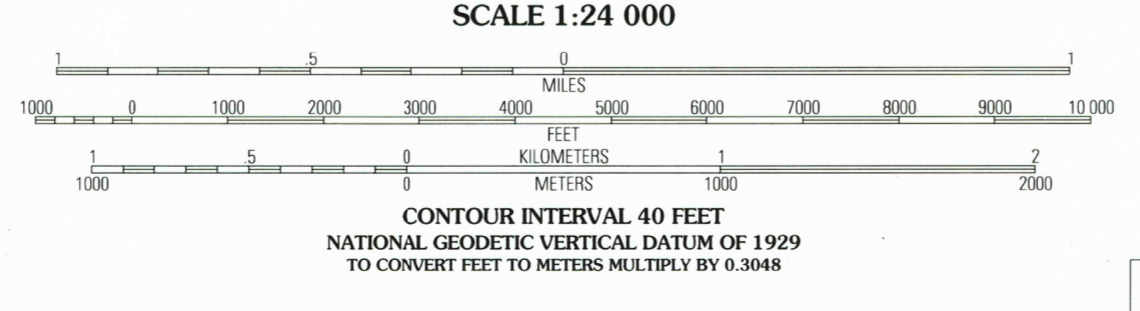 SCALE 1:24 000
1 .5 0 1
MILES
1000 0 1000 2000 3000 4000 5000 6000 7000 8000 9000 10 000
FEET
1 .5 0 KILOMETERS 1 2
1000 0 METERS 1000 2000
CONTOUR INTERVAL 40 FEET
NATIONAL GEODETIC VERTICAL DATUM OF 1929
TO CONVERT FEET TO METERS MULTIPLY BY 0.3048